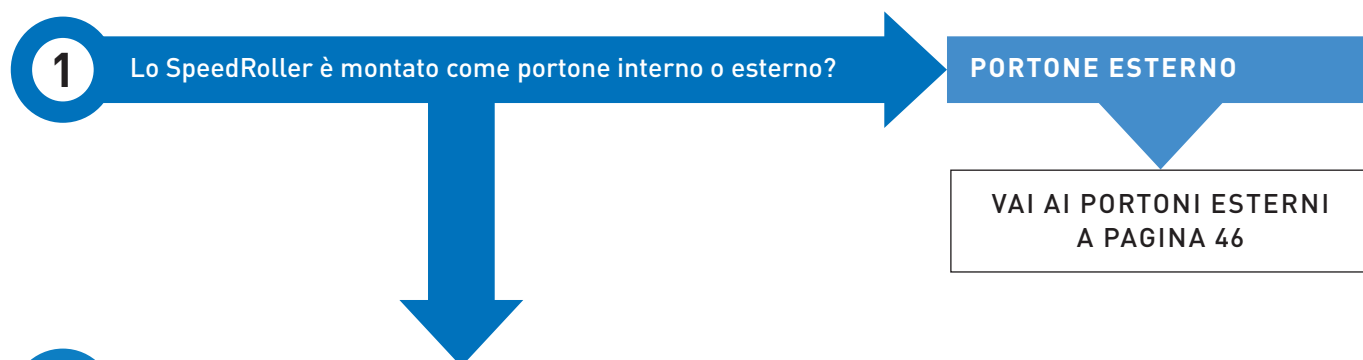 1
Lo SpeedRoller è montato come portone interno o esterno?
PORTONE ESTERNO
VAI AI PORTONI ESTERNI
A PAGINA 46